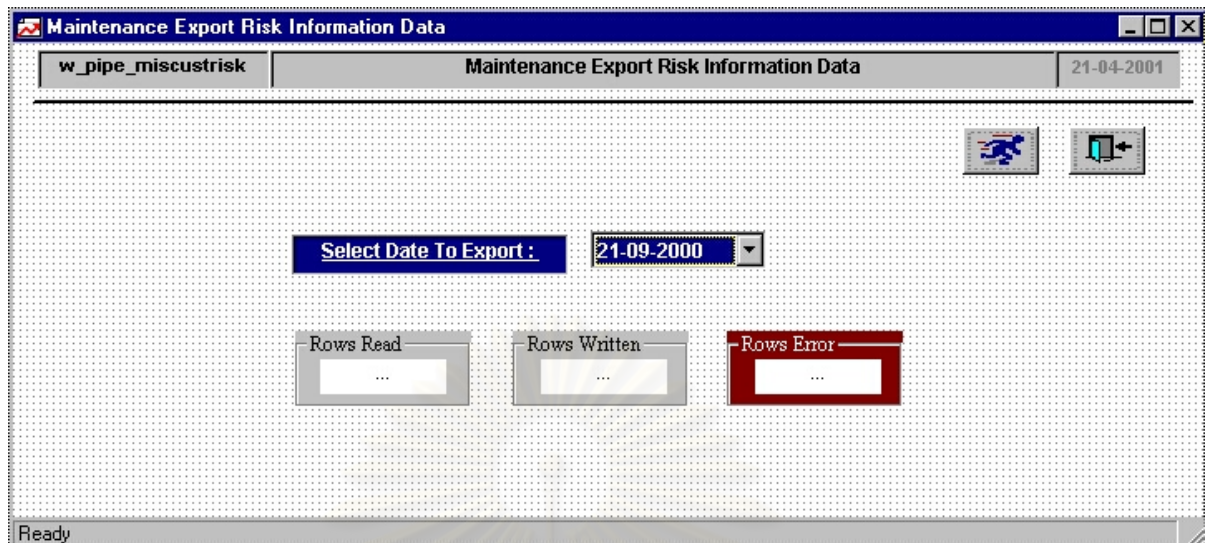 Maintenance Export Risk Information Data
w_pipe_miscustrisk Maintenance Export Risk Information Data 21-04-2001
Select Date To Export : 21-09-2000
Rows Read Rows Written Rows Error
... ... ...
Ready